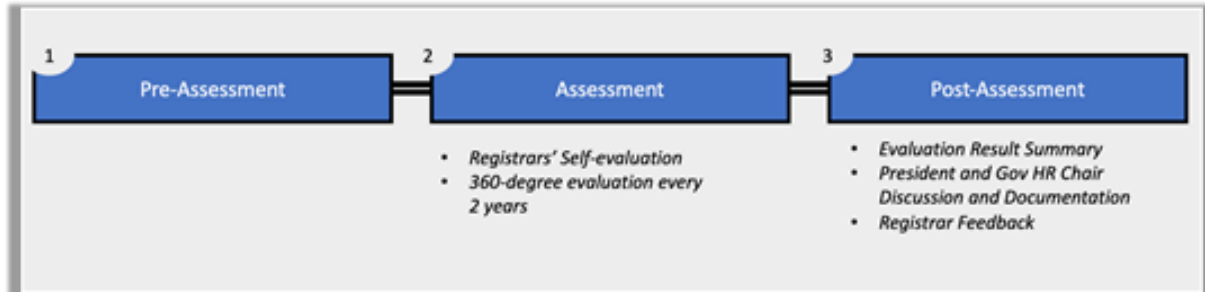 1
Pre-Assessment
2
Assessment
• Registrars' Self-evaluation
• 360-degree evaluation every
2 years
3
Post-Assessment
• Evaluation Result Summary
• President and Gov HR Chair
Discussion and Documentation
• Registrar Feedback